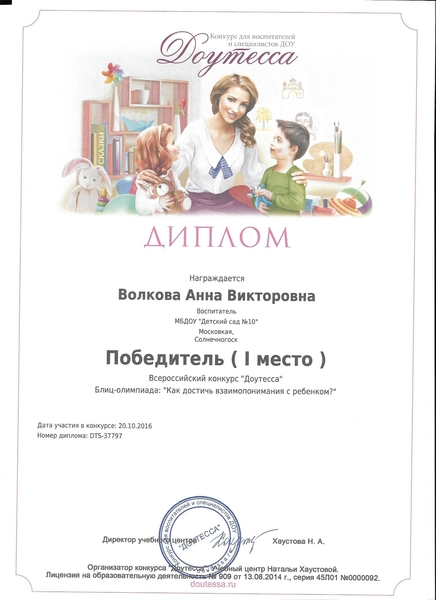 Конкурс для воспитателей
и специалистов ДОУ
Доутесса
СКАЗКИ
ДИПЛОМ
Награждается
Волкова Анна Викторовна
Воспитатель
МБДОУ "Детский сад №10"
Московкая,
Солнечногоск
Победитель ( I место )
Всероссийский конкурс "Доутесса"
Блиц-олимпиада: "Как достичь взаимопонимания с ребенком?"
Дата участия в конкурсе: 20.10.2016
Номер диплома: DTS-37797
"ДОУТЕССА"
Директор учебного центра
Хаустова Н. А.
Организатор конкурса "Доутесса" Учебный центр Натальи Хаустовой.
Лицензия на образовательную деятельность № 909 от 13.08.2014 г., серия 45Л01 №0000092.
doutessa.ru